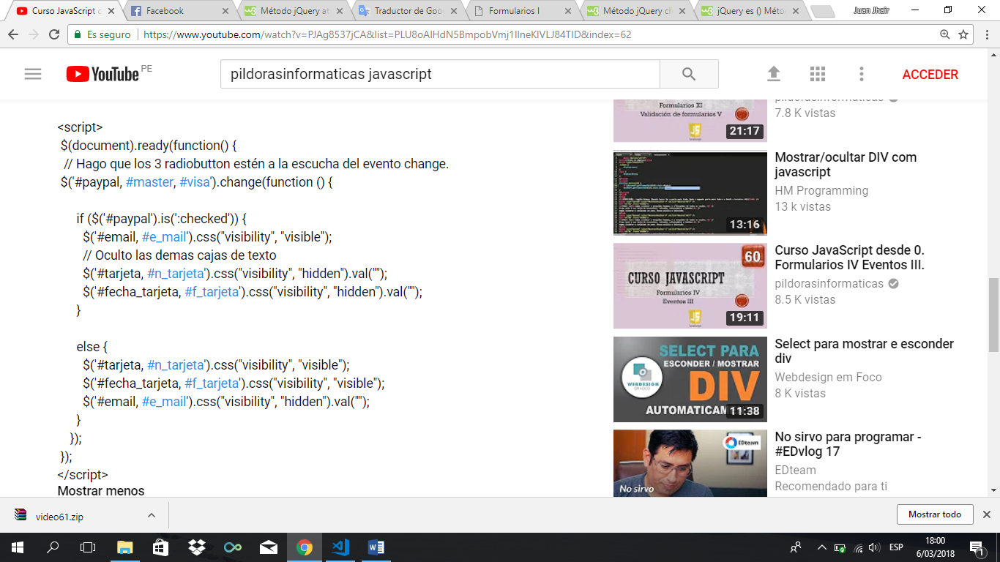 Curso JavaScript d
Facebook
Método jQuery at
Traductor de Goo
Formularios I
Método jQuery ch
jQuery es () Méto
Juan Jhair
Es seguro
https://www.youtube.com/watch?v=PJAg8537jCA&list=PLU8oAlHdN5BmpobVmj1IlneKlVLJ84TID&index=62
YouTube PE
pildorasinformaticas javascript
ACCEDER
<script>
$(document).ready(function() {
// Hago que los 3 radiobutton estén a la escucha del evento change.
$('#paypal, #master, #visa').change(function () {
if ($('#paypal').is(':checked')) {
$('#email, #e_mail').css("visibility", "visible");
// Oculto las demas cajas de texto
$('#tarjeta, #n_tarjeta').css("visibility", "hidden").val("");
$('#fecha_tarjeta, #f_tarjeta').css("visibility", "hidden").val("");
}
else {
$('#tarjeta, #n_tarjeta').css("visibility", "visible");
$('#fecha_tarjeta, #f_tarjeta').css("visibility", "visible");
$('#email, #e_mail').css("visibility", "hidden").val("");
}
});
});
</script>
Mostrar menos
Formularios XI
Validación de formularios V
21:17
pildorasinformaticas
7.8 K vistas
13:16
Mostrar/ocultar DIV com
javascript
HM Programming
13 k vistas
60
CURSO JAVASCRIPT
Formularios IV
Eventos III
19:11
Curso JavaScript desde 0.
Formularios IV Eventos III.
pildorasinformaticas
8.5 K vistas
SELECT PARA
ESCONDER / MOSTRAR
DIV
AUTOMATICAM
WEBDESIGN
EM FOCO
11:38
Select para mostrar e esconder
div
Webdesign em Foco
8 K vistas
EDteam
No sirvo
No sirvo para programar -
#EDvlog 17
EDteam
Recomendado para ti
video61.zip
Mostrar todo
ESP
18:00
6/03/2018
1